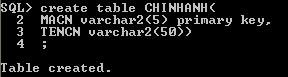 SQL> create table CHINHANH(
2 MACN varchar2(5) primary key,
3 TENCN varchar2(50))
4 ;
Table created.